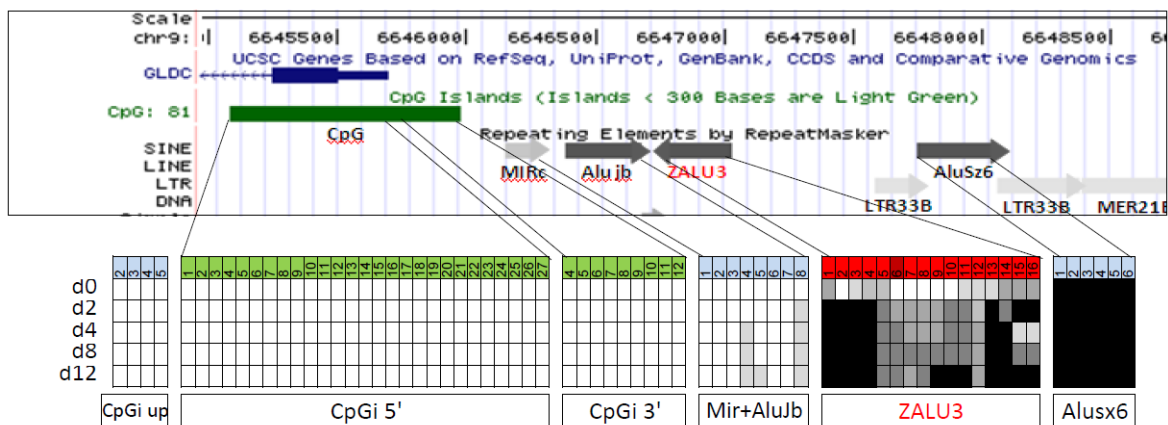 Scale
chr9: | 6645500| 6646000| 6646500| 6647000| 6647500| 6648000| 6648500|
UCSC Genes Based on RefSeq, UniProt, GenBank, CCDS and Comparative Genomics
GLDC
CpG Islands (Islands < 300 Bases are Light Green)
CpG: 81
CpG
Repeating Elements by RepeatMasker
SINE
LINE
LTR
DNA
MIRc Alu jb ZALU3 AluSz6
LTR33B LTR33B MER21B
2 3 4 5 1 2 3 4 5 6 7 8 9 10 11 12 13 14 15 16 17 18 19 20 21 22 23 24 25 26 27 4 5 6 7 8 9 10 11 12 1 2 3 4 5 6 7 8 1 2 3 4 5 6 7 8 9 10 11 12 13 14 15 16 1 2 3 4 5 6
d0
d2
d4
d8
d12
CpGi up CpGi 5' CpGi 3' Mir+AluJb ZALU3 Alusx6